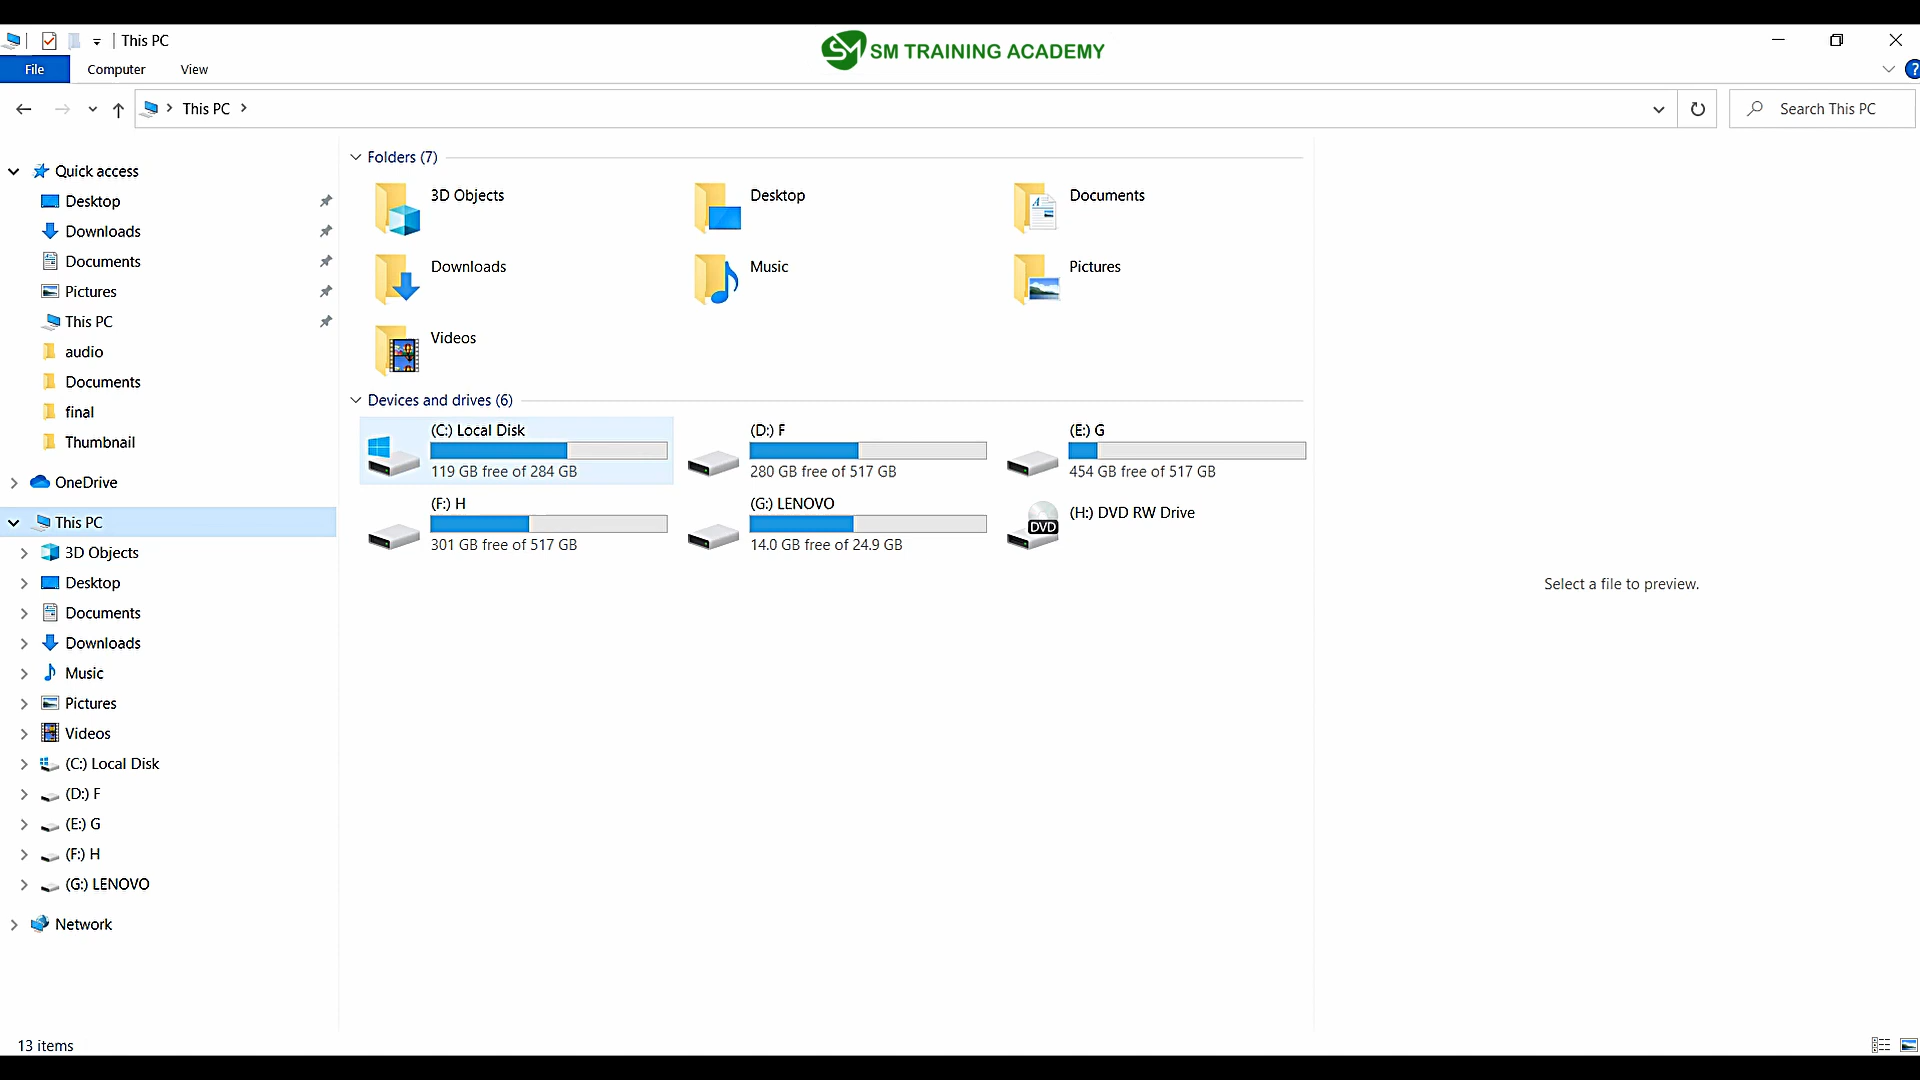 This PC
SM TRAINING ACADEMY
File Computer View
?
This PC
Search This PC
Quick access
Desktop
Downloads
Documents
Pictures
This PC
audio
Documents
final
Thumbnail
OneDrive
This PC
3D Objects
Desktop
Documents
Downloads
Music
Pictures
Videos
(C:) Local Disk
(D:) F
(E:) G
(F:) H
(G:) LENOVO
Network
Folders (7)
3D Objects
Desktop
Documents
Downloads
Music
Pictures
Videos
Devices and drives (6)
(C:) Local Disk
119 GB free of 284 GB
(D:) F
280 GB free of 517 GB
(E:) G
454 GB free of 517 GB
(F:) H
301 GB free of 517 GB
(G:) LENOVO
14.0 GB free of 24.9 GB
DVD
(H:) DVD RW Drive
Select a file to preview.
13 items